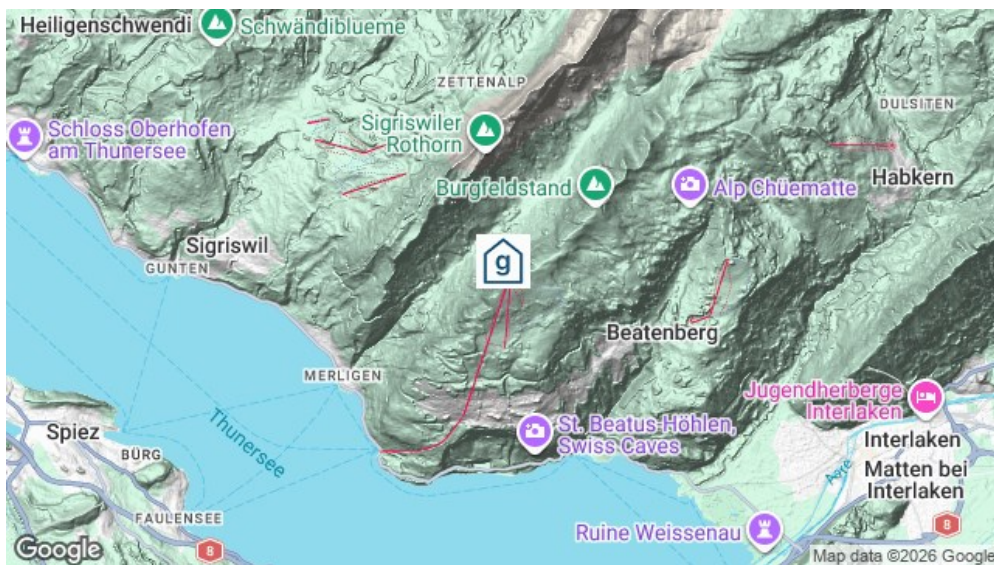 Heiligenschwendi
Schwändiblueme
ZETTENALP
DÜLSITEN
Schloss Oberhofen
am Thunersee
Sigriswiler
Rothorn
Burgfeldstand
Alp Chüematte
Habkern
Sigriswil
GUNTEN
g
Beatenberg
MERLIGEN
Jugendherberge
Interlaken
Thunersee
Spiez
BÜRG
St. Beatus-Höhlen,
Swiss Caves
Interlaken
Matten bei
Interlaken
Aare
FAULENSEE
8
Ruine Weissenau
8
Google
Map data ©2026 Google